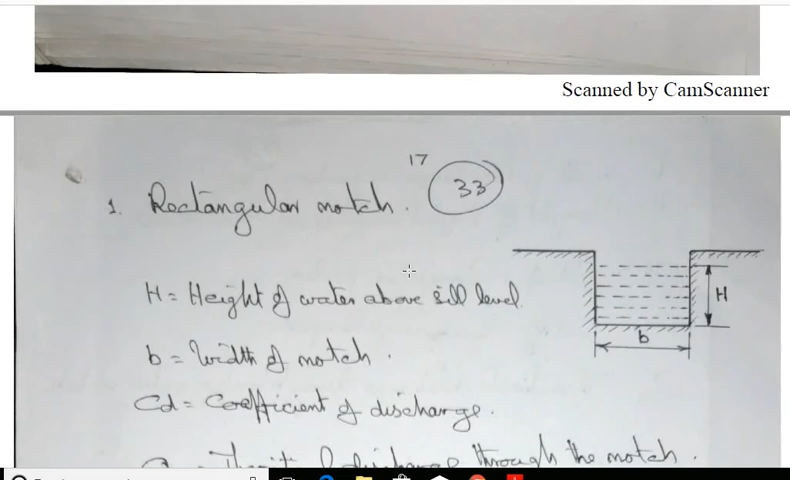 Scanned by CamScanner
17
33
1. Rectangular notch.
H = Height of water above sill level
H
b
b = Width of notch.
Cd = Coefficient of discharge.
through the notch.